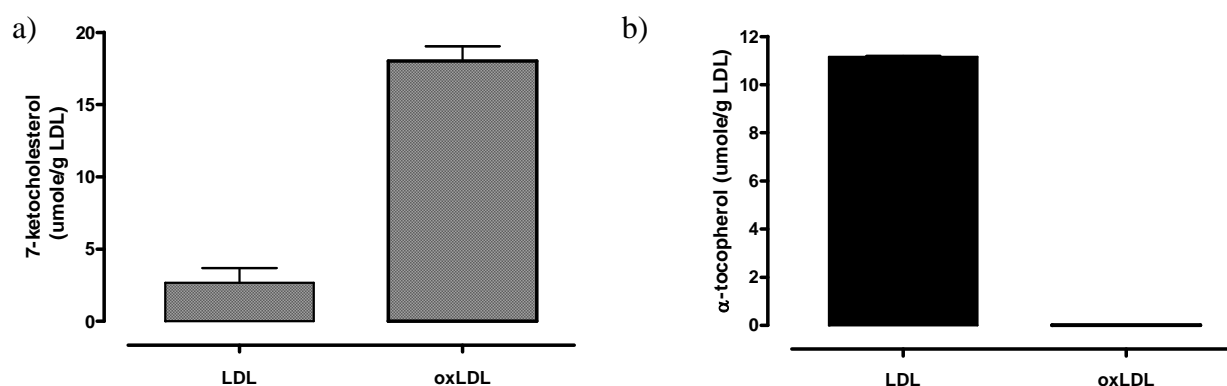 a)
20
15
10
5
0
7-ketocholesterol
(umole/g LDL)
LDL
oxLDL
b)
12
10
8
6
4
2
0
α-tocopherol (umole/g LDL)
LDL
oxLDL